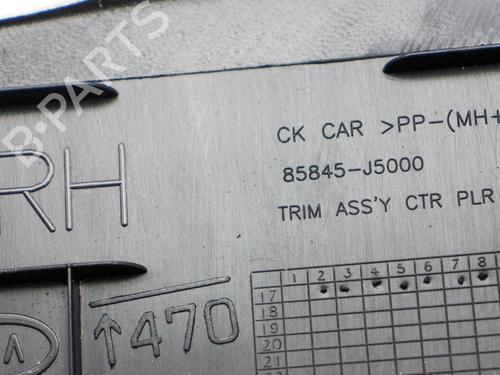 B-PARTS
CK CAR >PP-(MH+
85845-J5000
TRIM ASS'Y CTR PLR
RH
↑470
1 2 3 4 5 6 7 8
17
18
19
20
21